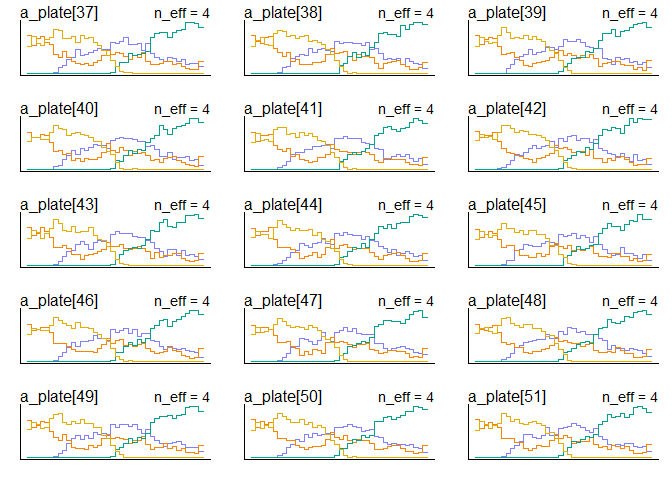 a_plate[37] n_eff = 4 a_plate[38] n_eff = 4 a_plate[39] n_eff = 4
a_plate[40] n_eff = 4 a_plate[41] n_eff = 4 a_plate[42] n_eff = 4
a_plate[43] n_eff = 4 a_plate[44] n_eff = 4 a_plate[45] n_eff = 4
a_plate[46] n_eff = 4 a_plate[47] n_eff = 4 a_plate[48] n_eff = 4
a_plate[49] n_eff = 4 a_plate[50] n_eff = 4 a_plate[51] n_eff = 4